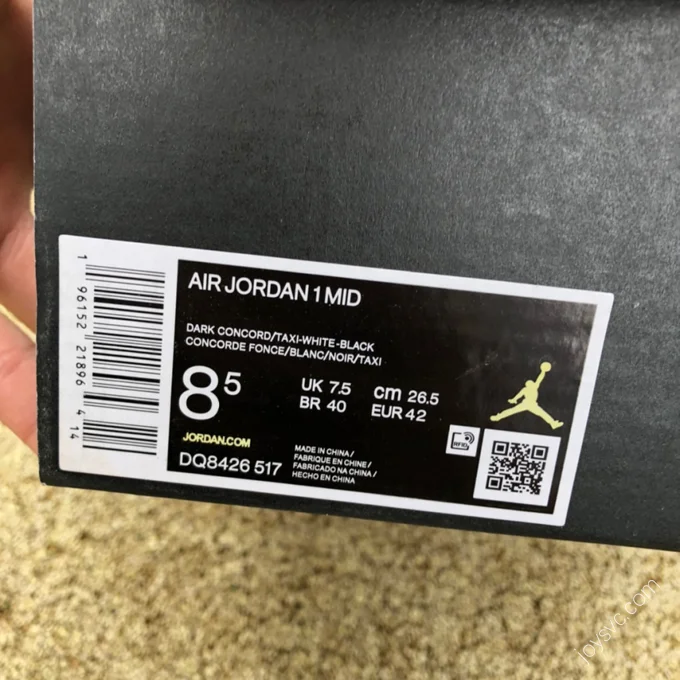 AIR JORDAN 1 MID
DARK CONCORD/TAXI-WHITE-BLACK
CONCORDE FONCE/BLANC/NOIR/TAXI
8⁵
UK 7.5 cm 26.5
BR 40 EUR 42
JORDAN.COM
DQ8426 517
MADE IN CHINA /
FABRIQUE EN CHINE /
FABRICADO NA CHINA /
HECHO EN CHINA
RFID
1 96152 21896 4 14
joysvc.com